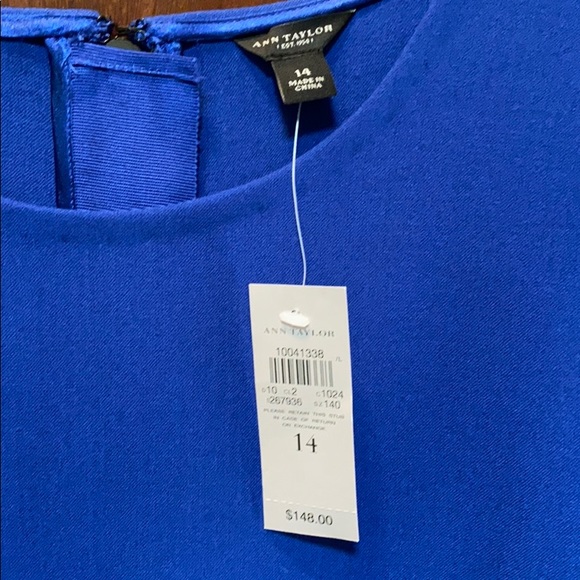 ANN TAYLOR
EST. 1954
14
MADE IN
CHINA
ANN TAYLOR
10041338
10 2 1024
267936 140
PLEASE RETAIN THIS STUB
IN CASE OF RETURN
OR EXCHANGE
14
$148.00